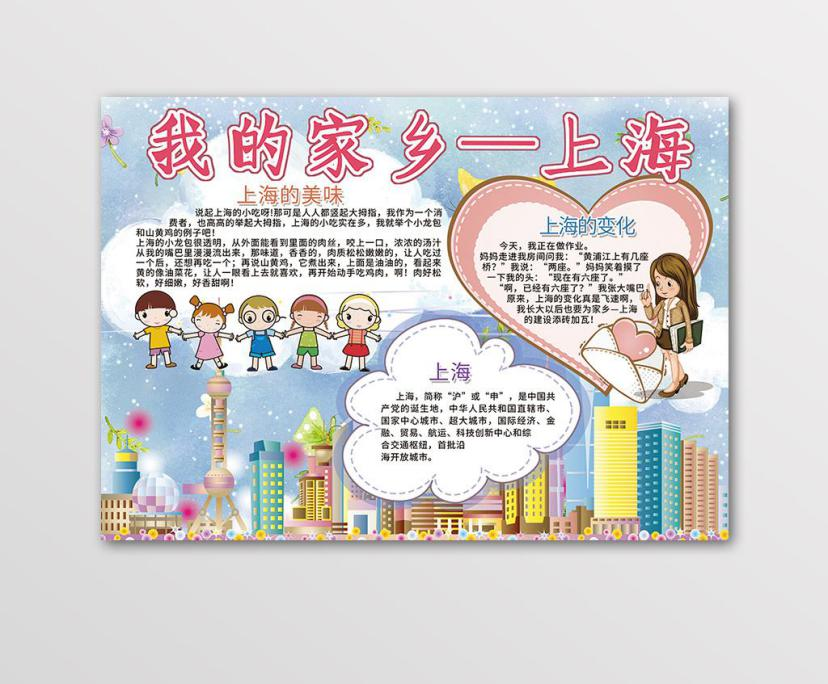 我的家乡—上海
上海的美味
说起上海的小吃呀!那可是人人都竖起大拇指，我作为一个消
费者，也高高的举起大拇指，上海的小吃实在多，我就举个小龙包
和山黄鸡的例子吧!
上海的小龙包很透明，从外面能看到里面的肉丝，咬上一口，浓浓的汤汁
从我的嘴巴里漫漫流出来，那味道，香香的，肉质松松嫩嫩的，让人吃过
一个后，还想再吃一个；再说山黄鸡，它煮出来，上面是油油的，看起来
黄的像油菜花，让人一眼看上去就喜欢，再开始动手吃鸡肉，啊！肉好松
软，好细嫩，好香甜啊！
上海的变化
今天，我正在做作业。
妈妈走进我房间问我：“黄浦江上有几座
桥？”我说：“两座。”妈妈笑着摸了
一下我的头：“现在有六座了。”
“啊，已经有六座了？”我张大嘴巴
原来，上海的变化真是飞速啊，
我长大以后也要为家乡—上海
的建设添砖加瓦！
上海
上海，简称“沪”或“申”，是中国共
产党的诞生地，中华人民共和国直辖市、
国家中心城市、超大城市，国际经济、金
融、贸易、航运、科技创新中心和综
合交通枢纽，首批沿
海开放城市。